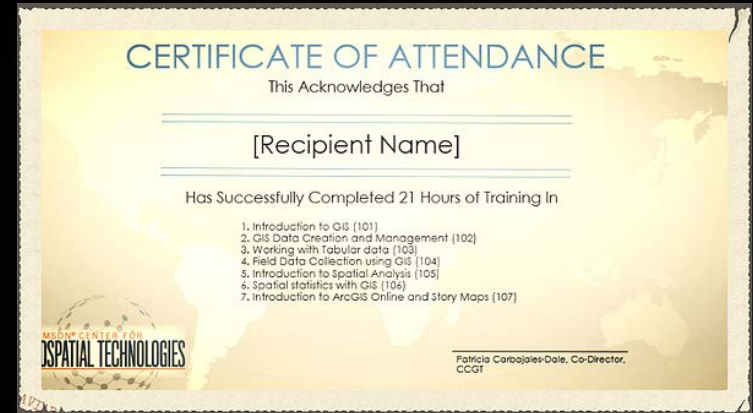 CERTIFICATE OF ATTENDANCE
This Acknowledges That
[Recipient Name]
Has Successfully Completed 21 Hours of Training In
1. Introduction to GIS (101)
2. GIS Data Creation and Management (102)
3. Working with Tabular data (103)
4. Field Data Collection using GIS (104)
5. Introduction to Spatial Analysis (105)
6. Spatial statistics with GIS (106)
7. Introduction to ArcGIS Online and Story Maps (107)
MSON® CENTER FOR
OSPATIAL TECHNOLOGIES
Patricia Carbajales-Dale, Co-Director,
CCGT